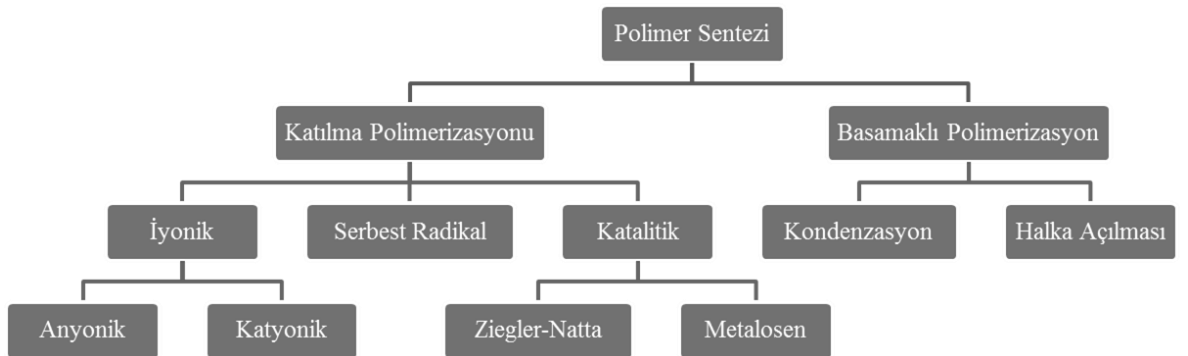 Polimer Sentezi
Katılma Polimerizasyonu
Basamaklı Polimerizasyon
İyonik
Serbest Radikal
Katalitik
Kondenzasyon
Halka Açılması
Anyonik
Katyonik
Ziegler-Natta
Metalosen